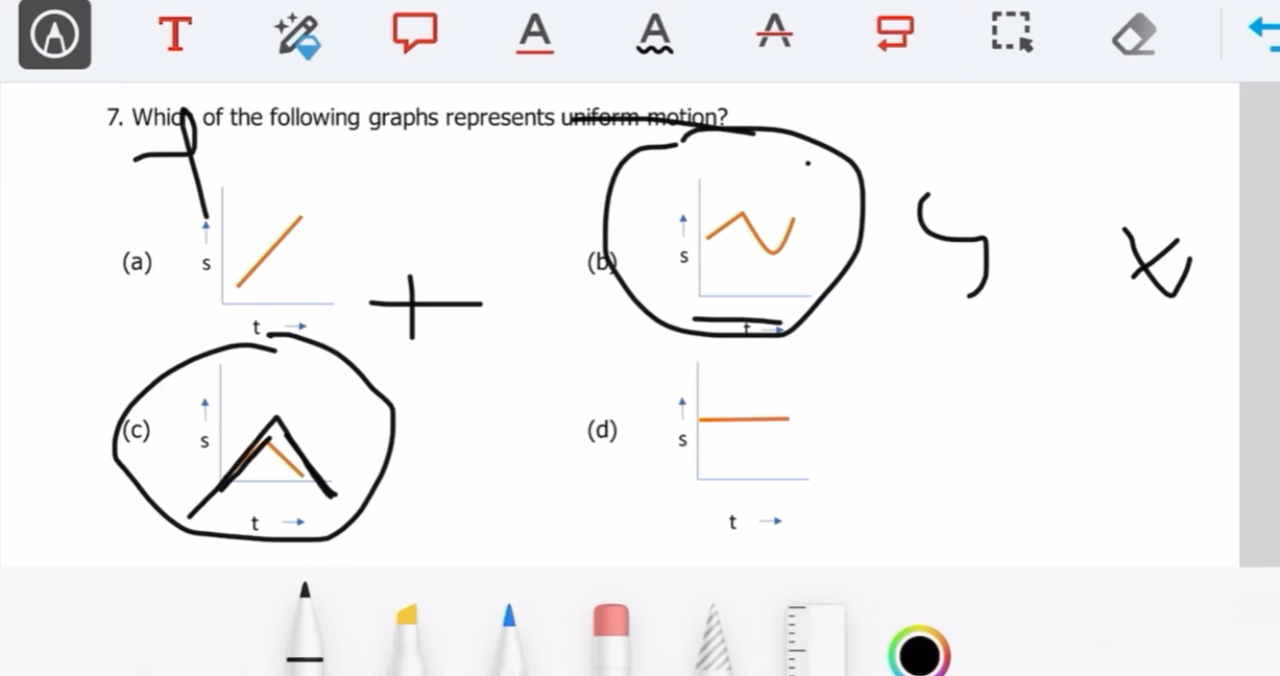 T A A A
7. Which of the following graphs represents uniform motion?
(a) s
t
(b) s
t
(c) s
t
(d) s
t